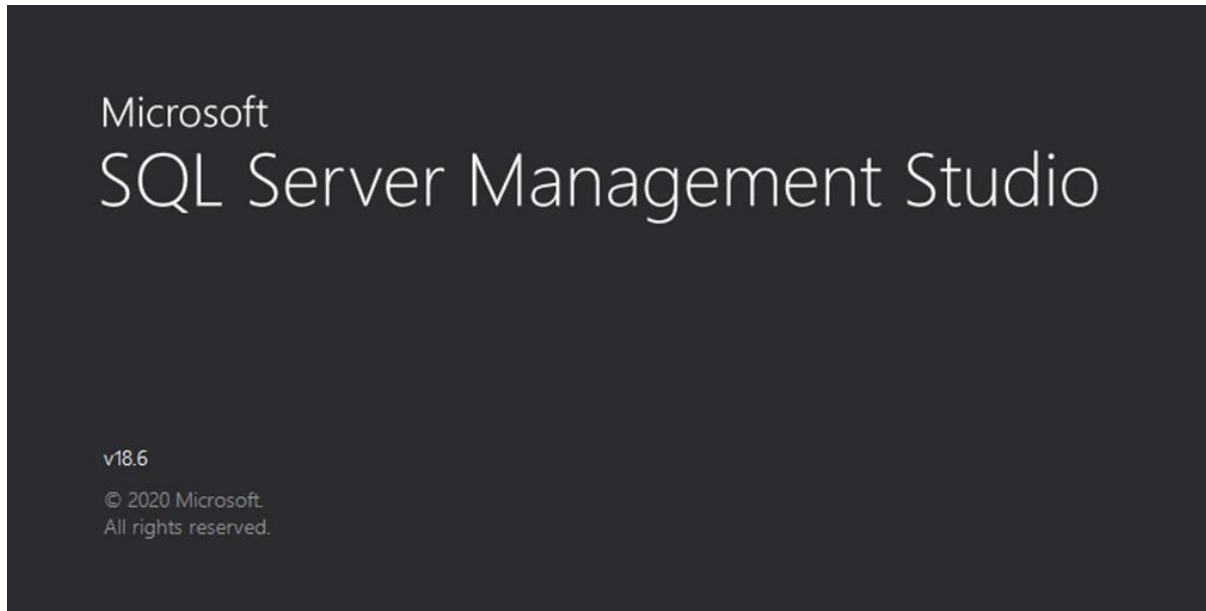 Microsoft
SQL Server Management Studio
v18.6
© 2020 Microsoft.
All rights reserved.